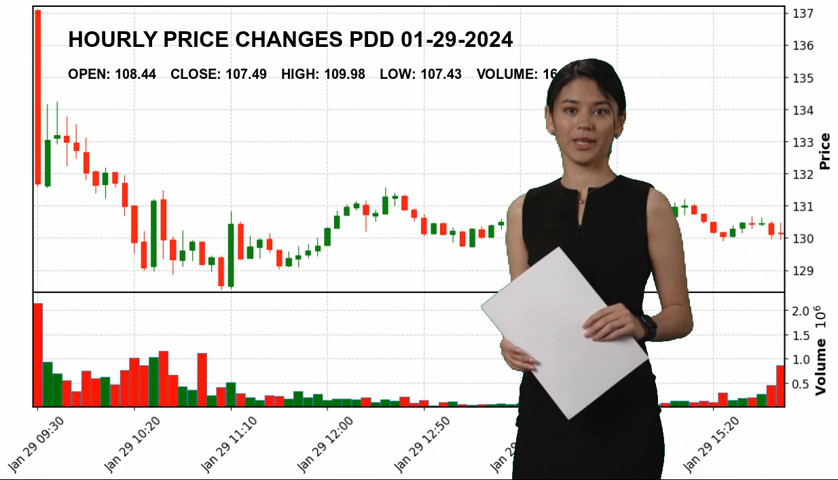 HOURLY PRICE CHANGES PDD 01-29-2024
OPEN: 108.44 CLOSE: 107.49 HIGH: 109.98 LOW: 107.43 VOLUME: 16
137
136
135
134
133
132
131
130
129
Price
2.0
1.5
1.0
0.5
Volume 10^6
Jan 29 09:30
Jan 29 10:20
Jan 29 11:10
Jan 29 12:00
Jan 29 12:50
Jan 29 15:20